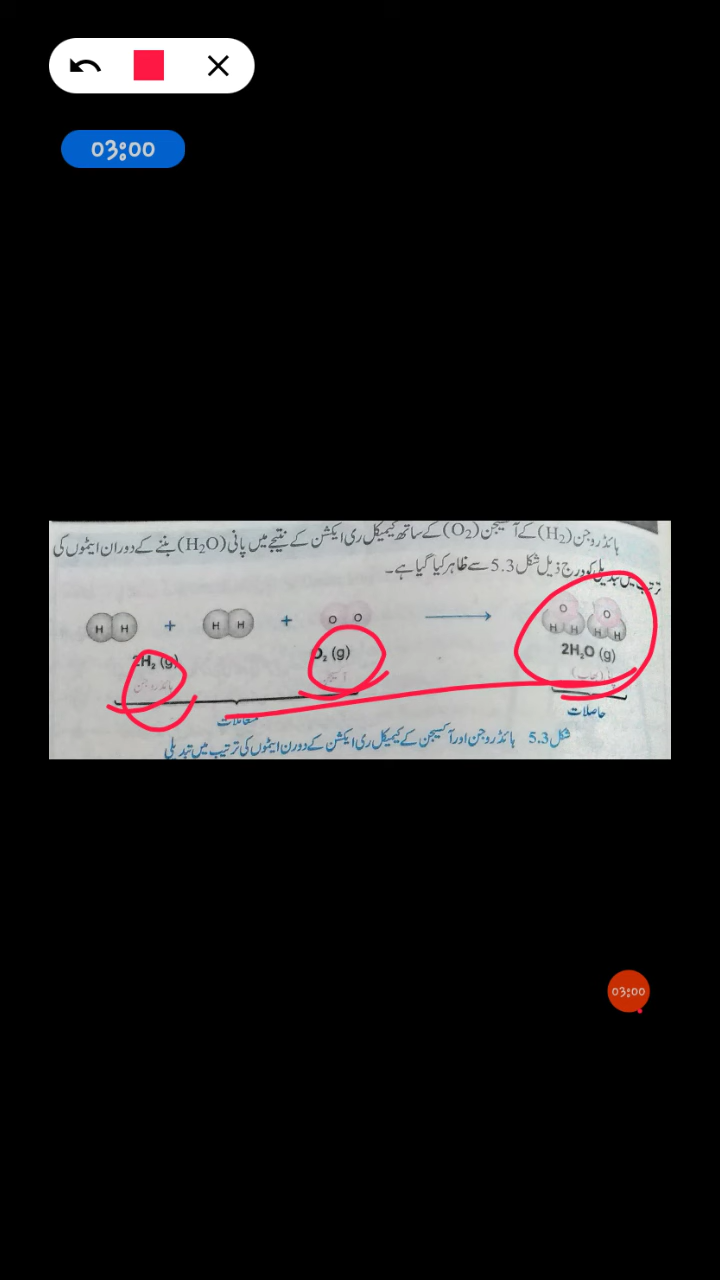 03:00
ہائڈروجن (H₂) کے آکسیجن (O₂) کے ساتھ کیمیکل ری ایکشن کے نتیجے میں پانی (H₂O) بننے کے دوران ایٹموں کی
ترتیب میں تبدیلی کو درج ذیل شکل 5.3 سے ظاہر کیا گیا ہے۔
H H + H H + O O → O H H O H H
2H₂ (g) O₂ (g) 2H₂O (g)
ہائڈروجن
متعاملات حاصلات
شکل 5.3 ہائڈروجن اور آکسیجن کے کیمیکل ری ایکشن کے دورن ایٹموں کی ترتیب میں تبدیلی
03:00